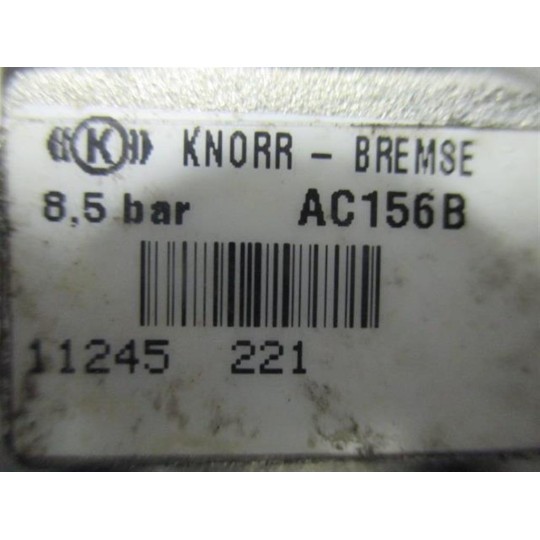 ((K)) KNORR - BREMSE
8,5 bar AC156B
11245 221